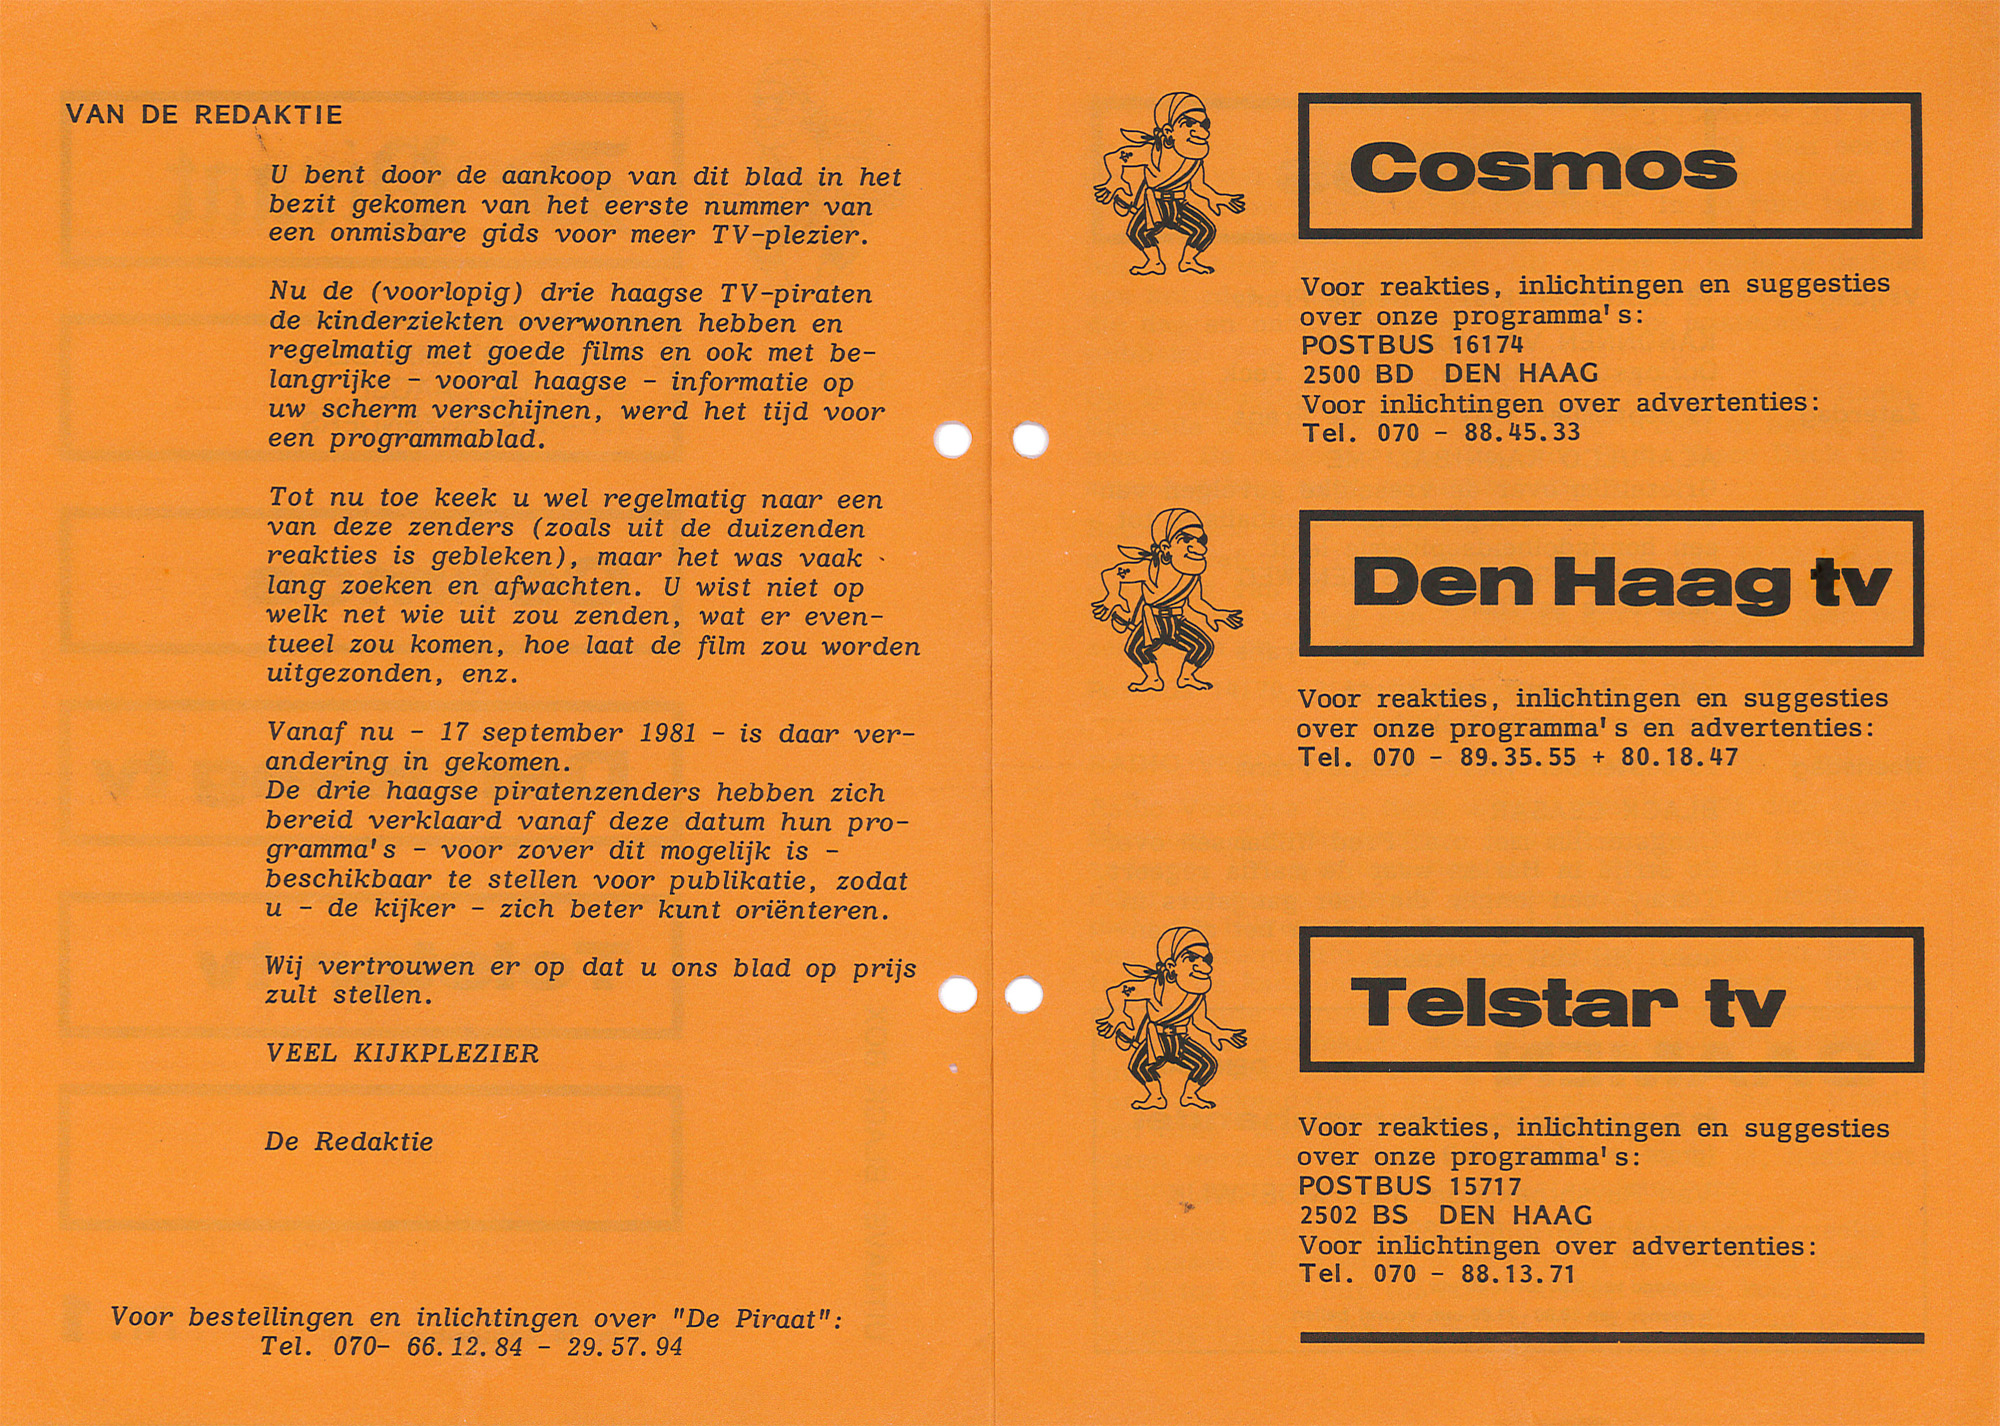 VAN DE REDAKTIE
U bent door de aankoop van dit blad in het
bezit gekomen van het eerste nummer van
een onmisbare gids voor meer TV-plezier.
Nu de (voorlopig) drie haagse TV-piraten
de kinderziekten overwonnen hebben en
regelmatig met goede films en ook met be-
langrijke - vooral haagse - informatie op
uw scherm verschijnen, werd het tijd voor
een programmablad.
Tot nu toe keek u wel regelmatig naar een
van deze zenders (zoals uit de duizenden
reakties is gebleken), maar het was vaak
lang zoeken en afwachten. U wist niet op
welk net wie uit zou zenden, wat er even-
tueel zou komen, hoe laat de film zou worden
uitgezonden, enz.
Vanaf nu - 17 september 1981 - is daar ver-
andering in gekomen.
De drie haagse piratenzenders hebben zich
bereid verklaard vanaf deze datum hun pro-
gramma's - voor zover dit mogelijk is -
beschikbaar te stellen voor publikatie, zodat
u - de kijker - zich beter kunt oriënteren.
Wij vertrouwen er op dat u ons blad op prijs
zult stellen.
VEEL KIJKPLEZIER
De Redaktie
Voor bestellingen en inlichtingen over "De Piraat":
Tel. 070- 66.12.84 - 29.57.94
Cosmos
Voor reakties, inlichtingen en suggesties
over onze programma's:
POSTBUS 16174
2500 BD DEN HAAG
Voor inlichtingen over advertenties:
Tel. 070 - 88.45.33
Den Haag tv
Voor reakties, inlichtingen en suggesties
over onze programma's en advertenties:
Tel. 070 - 89.35.55 + 80.18.47
Telstar tv
Voor reakties, inlichtingen en suggesties
over onze programma's:
POSTBUS 15717
2502 BS DEN HAAG
Voor inlichtingen over advertenties:
Tel. 070 - 88.13.71